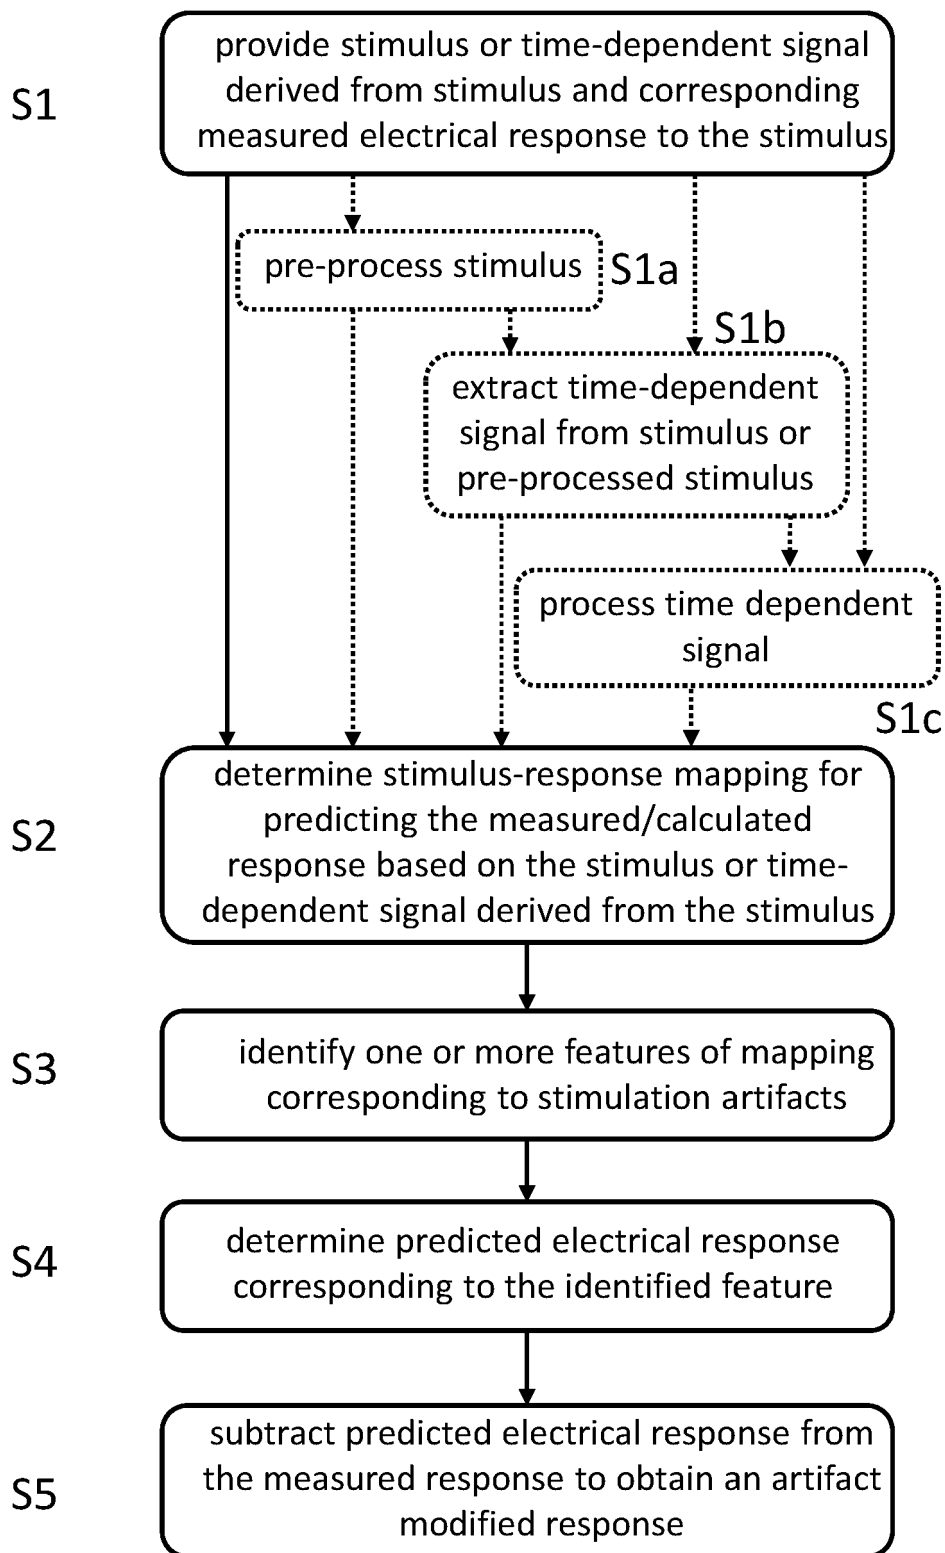 S1
provide stimulus or time-dependent signal
derived from stimulus and corresponding
measured electrical response to the stimulus
pre-process stimulus
S1a
S1b
extract time-dependent
signal from stimulus or
pre-processed stimulus
process time dependent
signal
S1c
S2
determine stimulus-response mapping for
predicting the measured/calculated
response based on the stimulus or time-
dependent signal derived from the stimulus
S3
identify one or more features of mapping
corresponding to stimulation artifacts
S4
determine predicted electrical response
corresponding to the identified feature
S5
subtract predicted electrical response from
the measured response to obtain an artifact
modified response